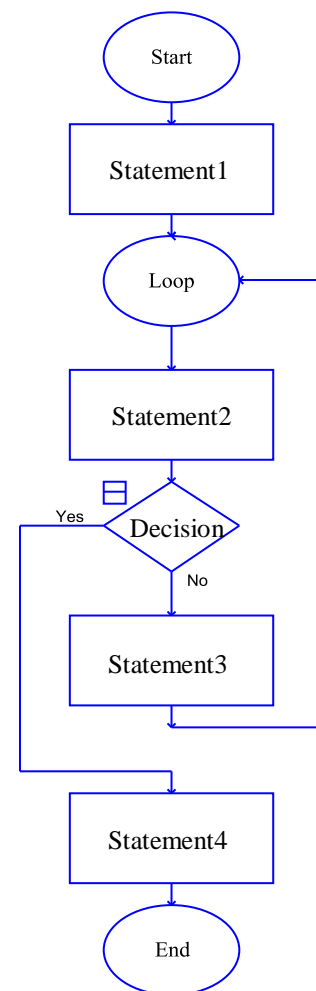 Start
Statement1
Loop
Statement2
Decision
Yes
No
Statement3
Statement4
End